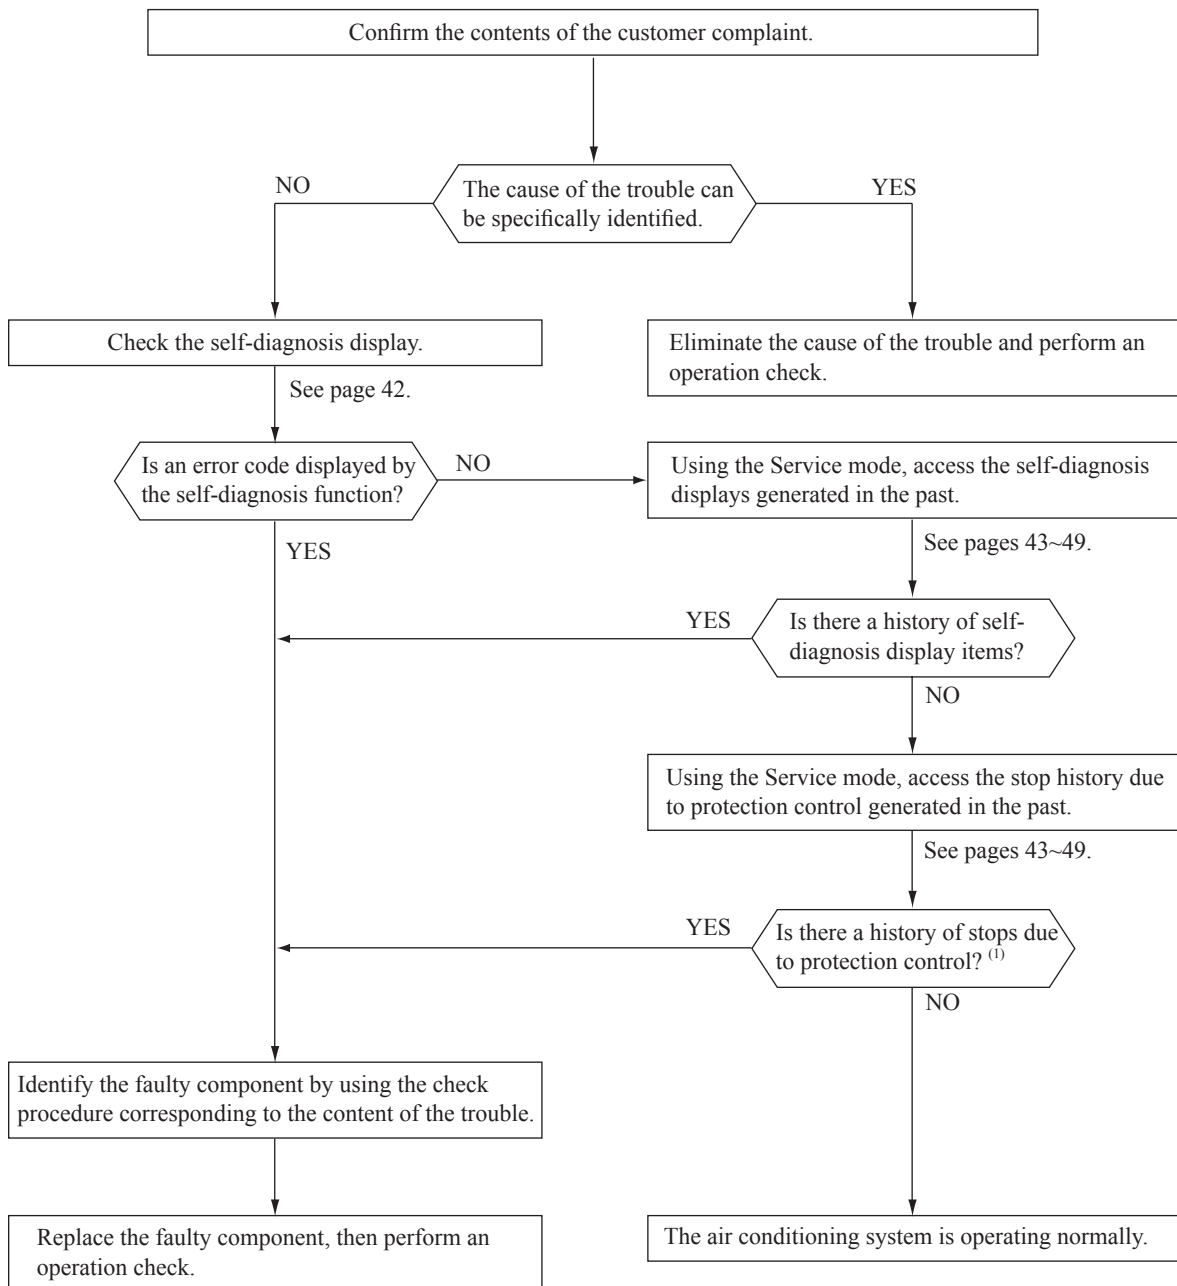 Confirm the contents of the customer complaint.
NO
The cause of the trouble can
be specifically identified.
YES
Check the self-diagnosis display.
Eliminate the cause of the trouble and perform an
operation check.
See page 42.
Is an error code displayed by
the self-diagnosis function?
NO
Using the Service mode, access the self-diagnosis
displays generated in the past.
YES
See pages 43~49.
YES
Is there a history of self-
diagnosis display items?
NO
Using the Service mode, access the stop history due
to protection control generated in the past.
See pages 43~49.
YES
Is there a history of stops due
to protection control? (1)
NO
Identify the faulty component by using the check
procedure corresponding to the content of the trouble.
Replace the faulty component, then perform an
operation check.
The air conditioning system is operating normally.